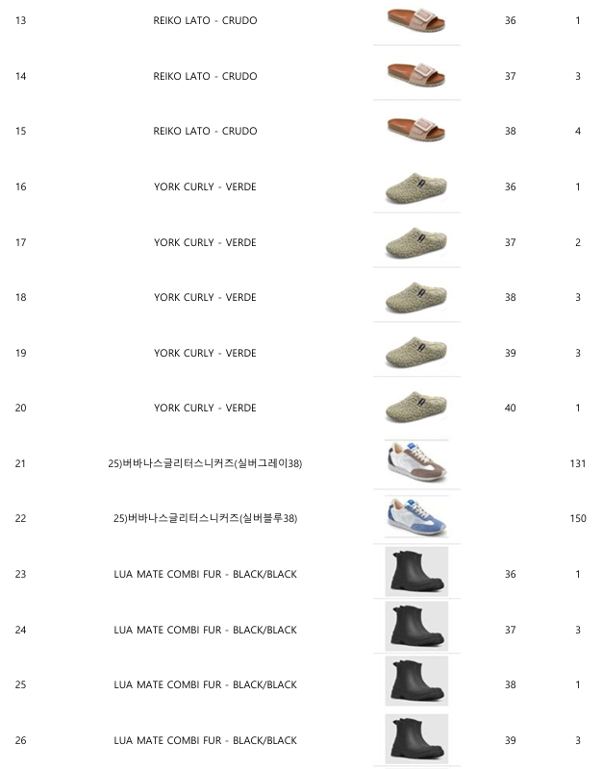 13 REIKO LATO - CRUDO 36 1
14 REIKO LATO - CRUDO 37 3
15 REIKO LATO - CRUDO 38 4
16 YORK CURLY - VERDE 36 1
17 YORK CURLY - VERDE 37 2
18 YORK CURLY - VERDE 38 3
19 YORK CURLY - VERDE 39 3
20 YORK CURLY - VERDE 40 1
21 25)버바나스글리터스니커즈(실버그레이38) 131
22 25)버바나스글리터스니커즈(실버블루38) 150
23 LUA MATE COMBI FUR - BLACK/BLACK 36 1
24 LUA MATE COMBI FUR - BLACK/BLACK 37 3
25 LUA MATE COMBI FUR - BLACK/BLACK 38 1
26 LUA MATE COMBI FUR - BLACK/BLACK 39 3